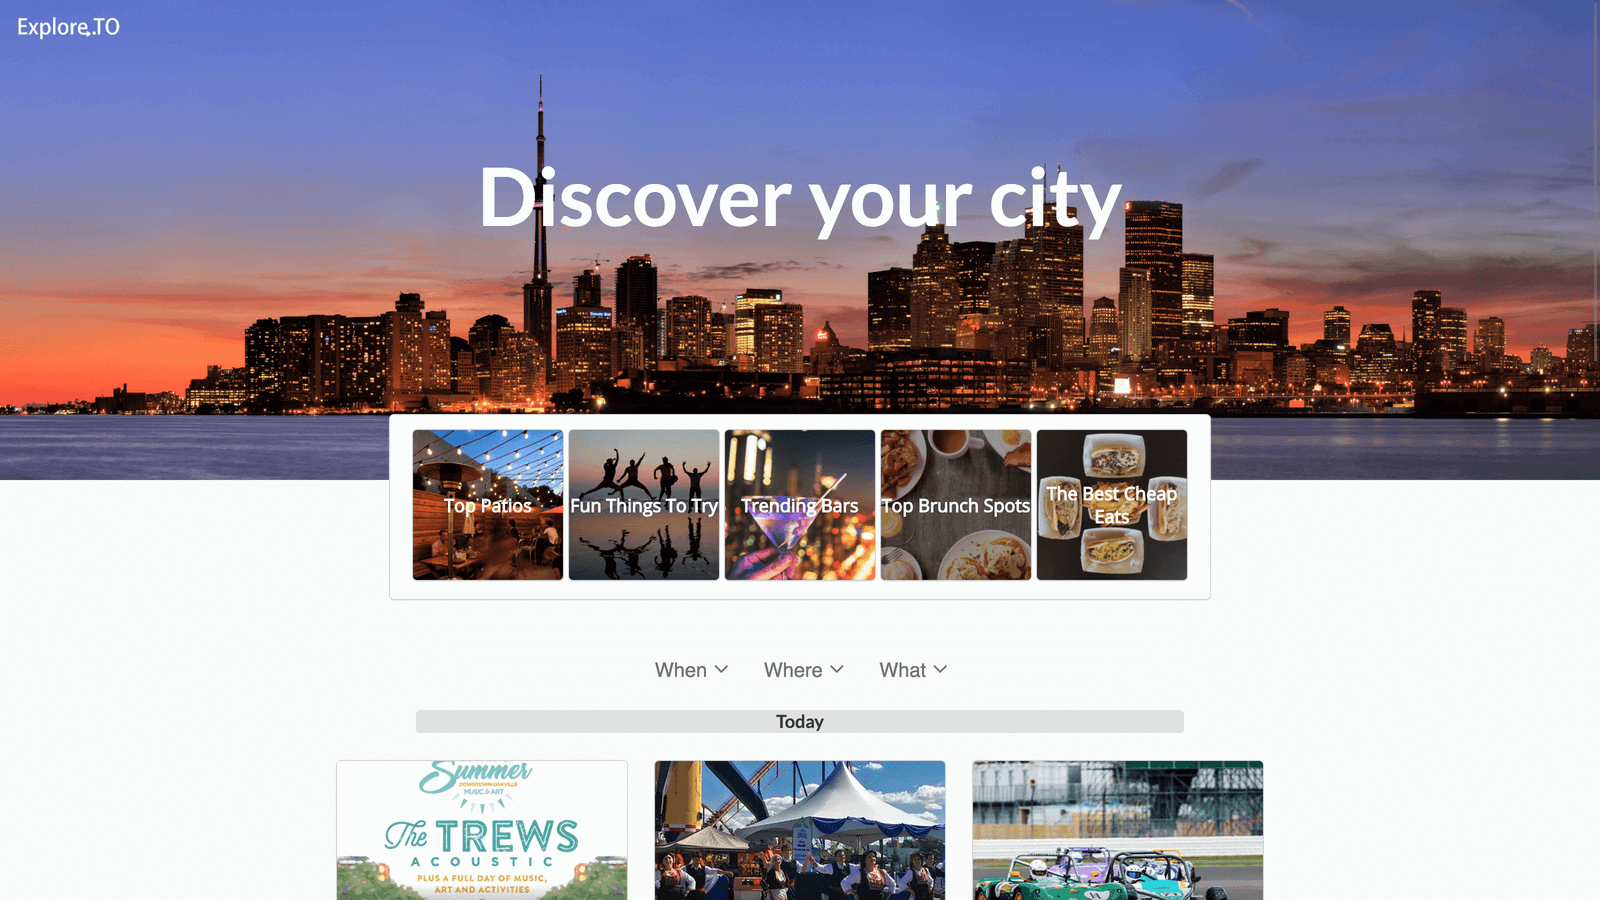 Explore.TO
Discover your city
Top Patios
Fun Things To Try
Trending Bars
Top Brunch Spots
The Best Cheap
Eats
When
Where
What
Today
Summer
DOWNTOWN OAKVILLE
MUSIC & ART
The TREWS
ACOUSTIC
PLUS A FULL DAY OF MUSIC,
ART AND ACTIVITIES